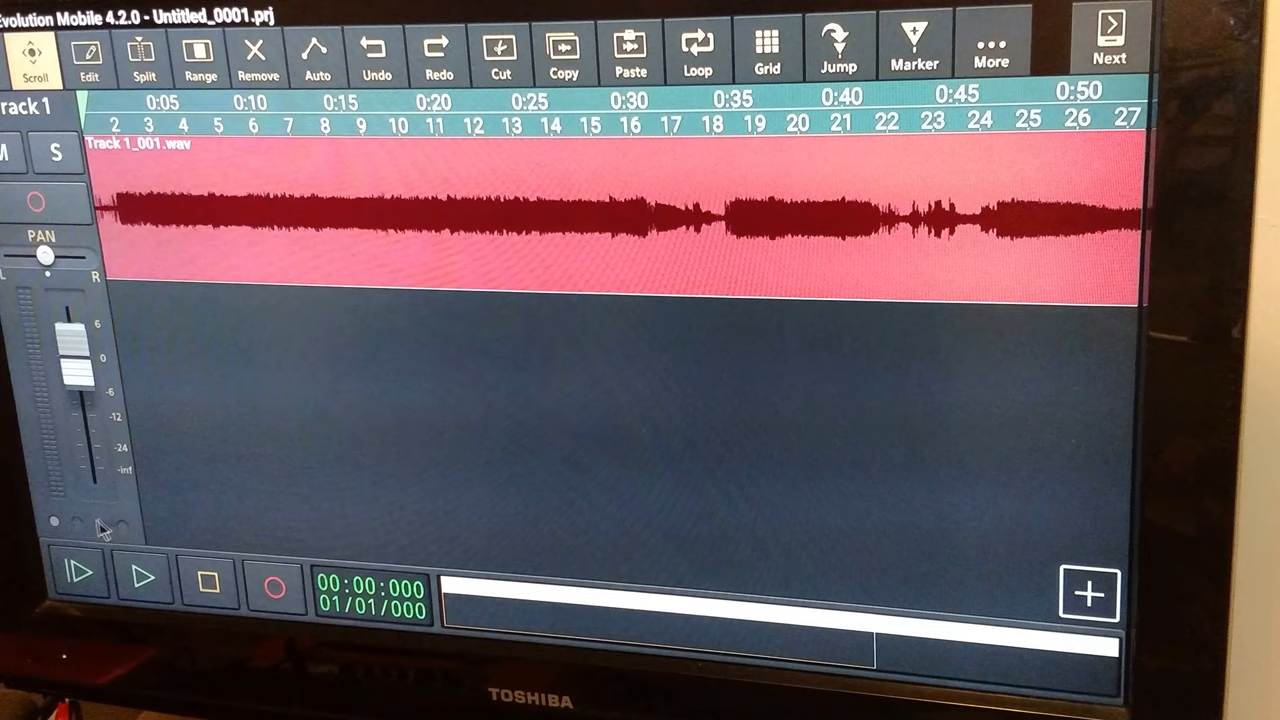 Evolution Mobile 4.2.0 - Untitled_0001.prj
Scroll Edit Split Range Remove Auto Undo Redo Cut Copy Paste Loop Grid Jump Marker More Next
Track 1 0:05 0:10 0:15 0:20 0:25 0:30 0:35 0:40 0:45 0:50
2 3 4 5 6 7 8 9 10 11 12 13 14 15 16 17 18 19 20 21 22 23 24 25 26 27
M S
Track 1_001.wav
PAN
L R
6
0
-6
-12
-24
-inf
00:00:000
01/01/000
TOSHIBA